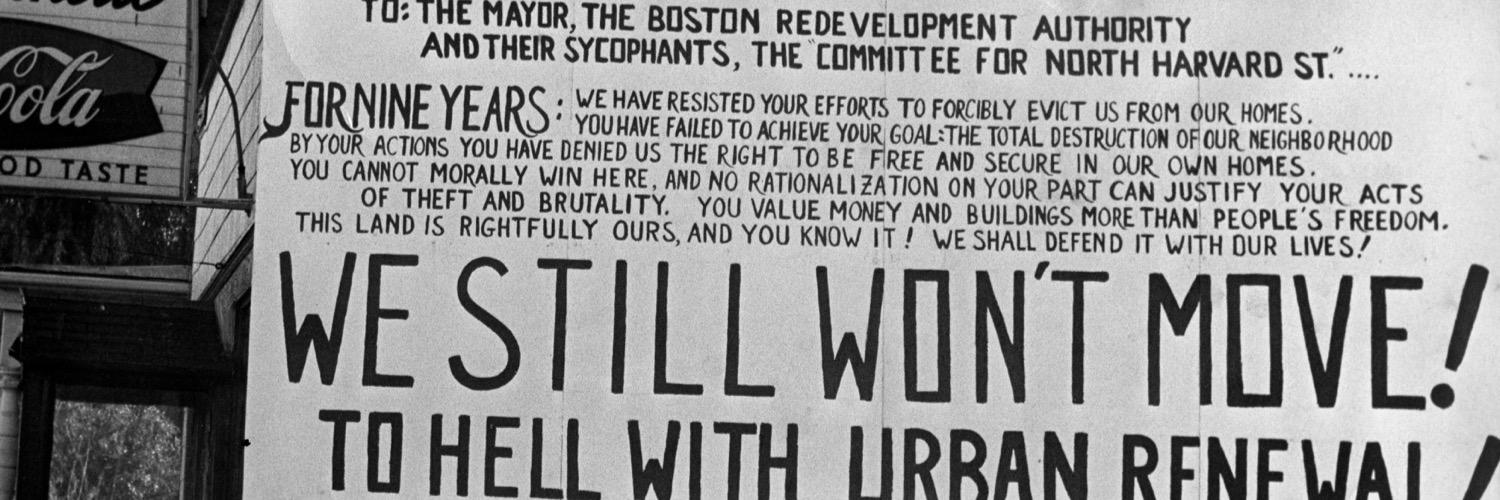 Cola
OD TASTE
TO: THE MAYOR, THE BOSTON REDEVELOPMENT AUTHORITY
AND THEIR SYCOPHANTS, THE "COMMITTEE FOR NORTH HARVARD ST."....
FOR NINE YEARS: WE HAVE RESISTED YOUR EFFORTS TO FORCIBLY EVICT US FROM OUR HOMES.
YOU HAVE FAILED TO ACHIEVE YOUR GOAL: THE TOTAL DESTRUCTION OF OUR NEIGHBORHOOD
BY YOUR ACTIONS YOU HAVE DENIED US THE RIGHT TO BE FREE AND SECURE IN OUR OWN HOMES.
YOU CANNOT MORALLY WIN HERE, AND NO RATIONALIZATION ON YOUR PART CAN JUSTIFY YOUR ACTS
OF THEFT AND BRUTALITY. YOU VALUE MONEY AND BUILDINGS MORE THAN PEOPLE'S FREEDOM.
THIS LAND IS RIGHTFULLY OURS, AND YOU KNOW IT! WE SHALL DEFEND IT WITH OUR LIVES!
WE STILL WON'T MOVE!
TO HELL WITH URBAN RENEWAL!